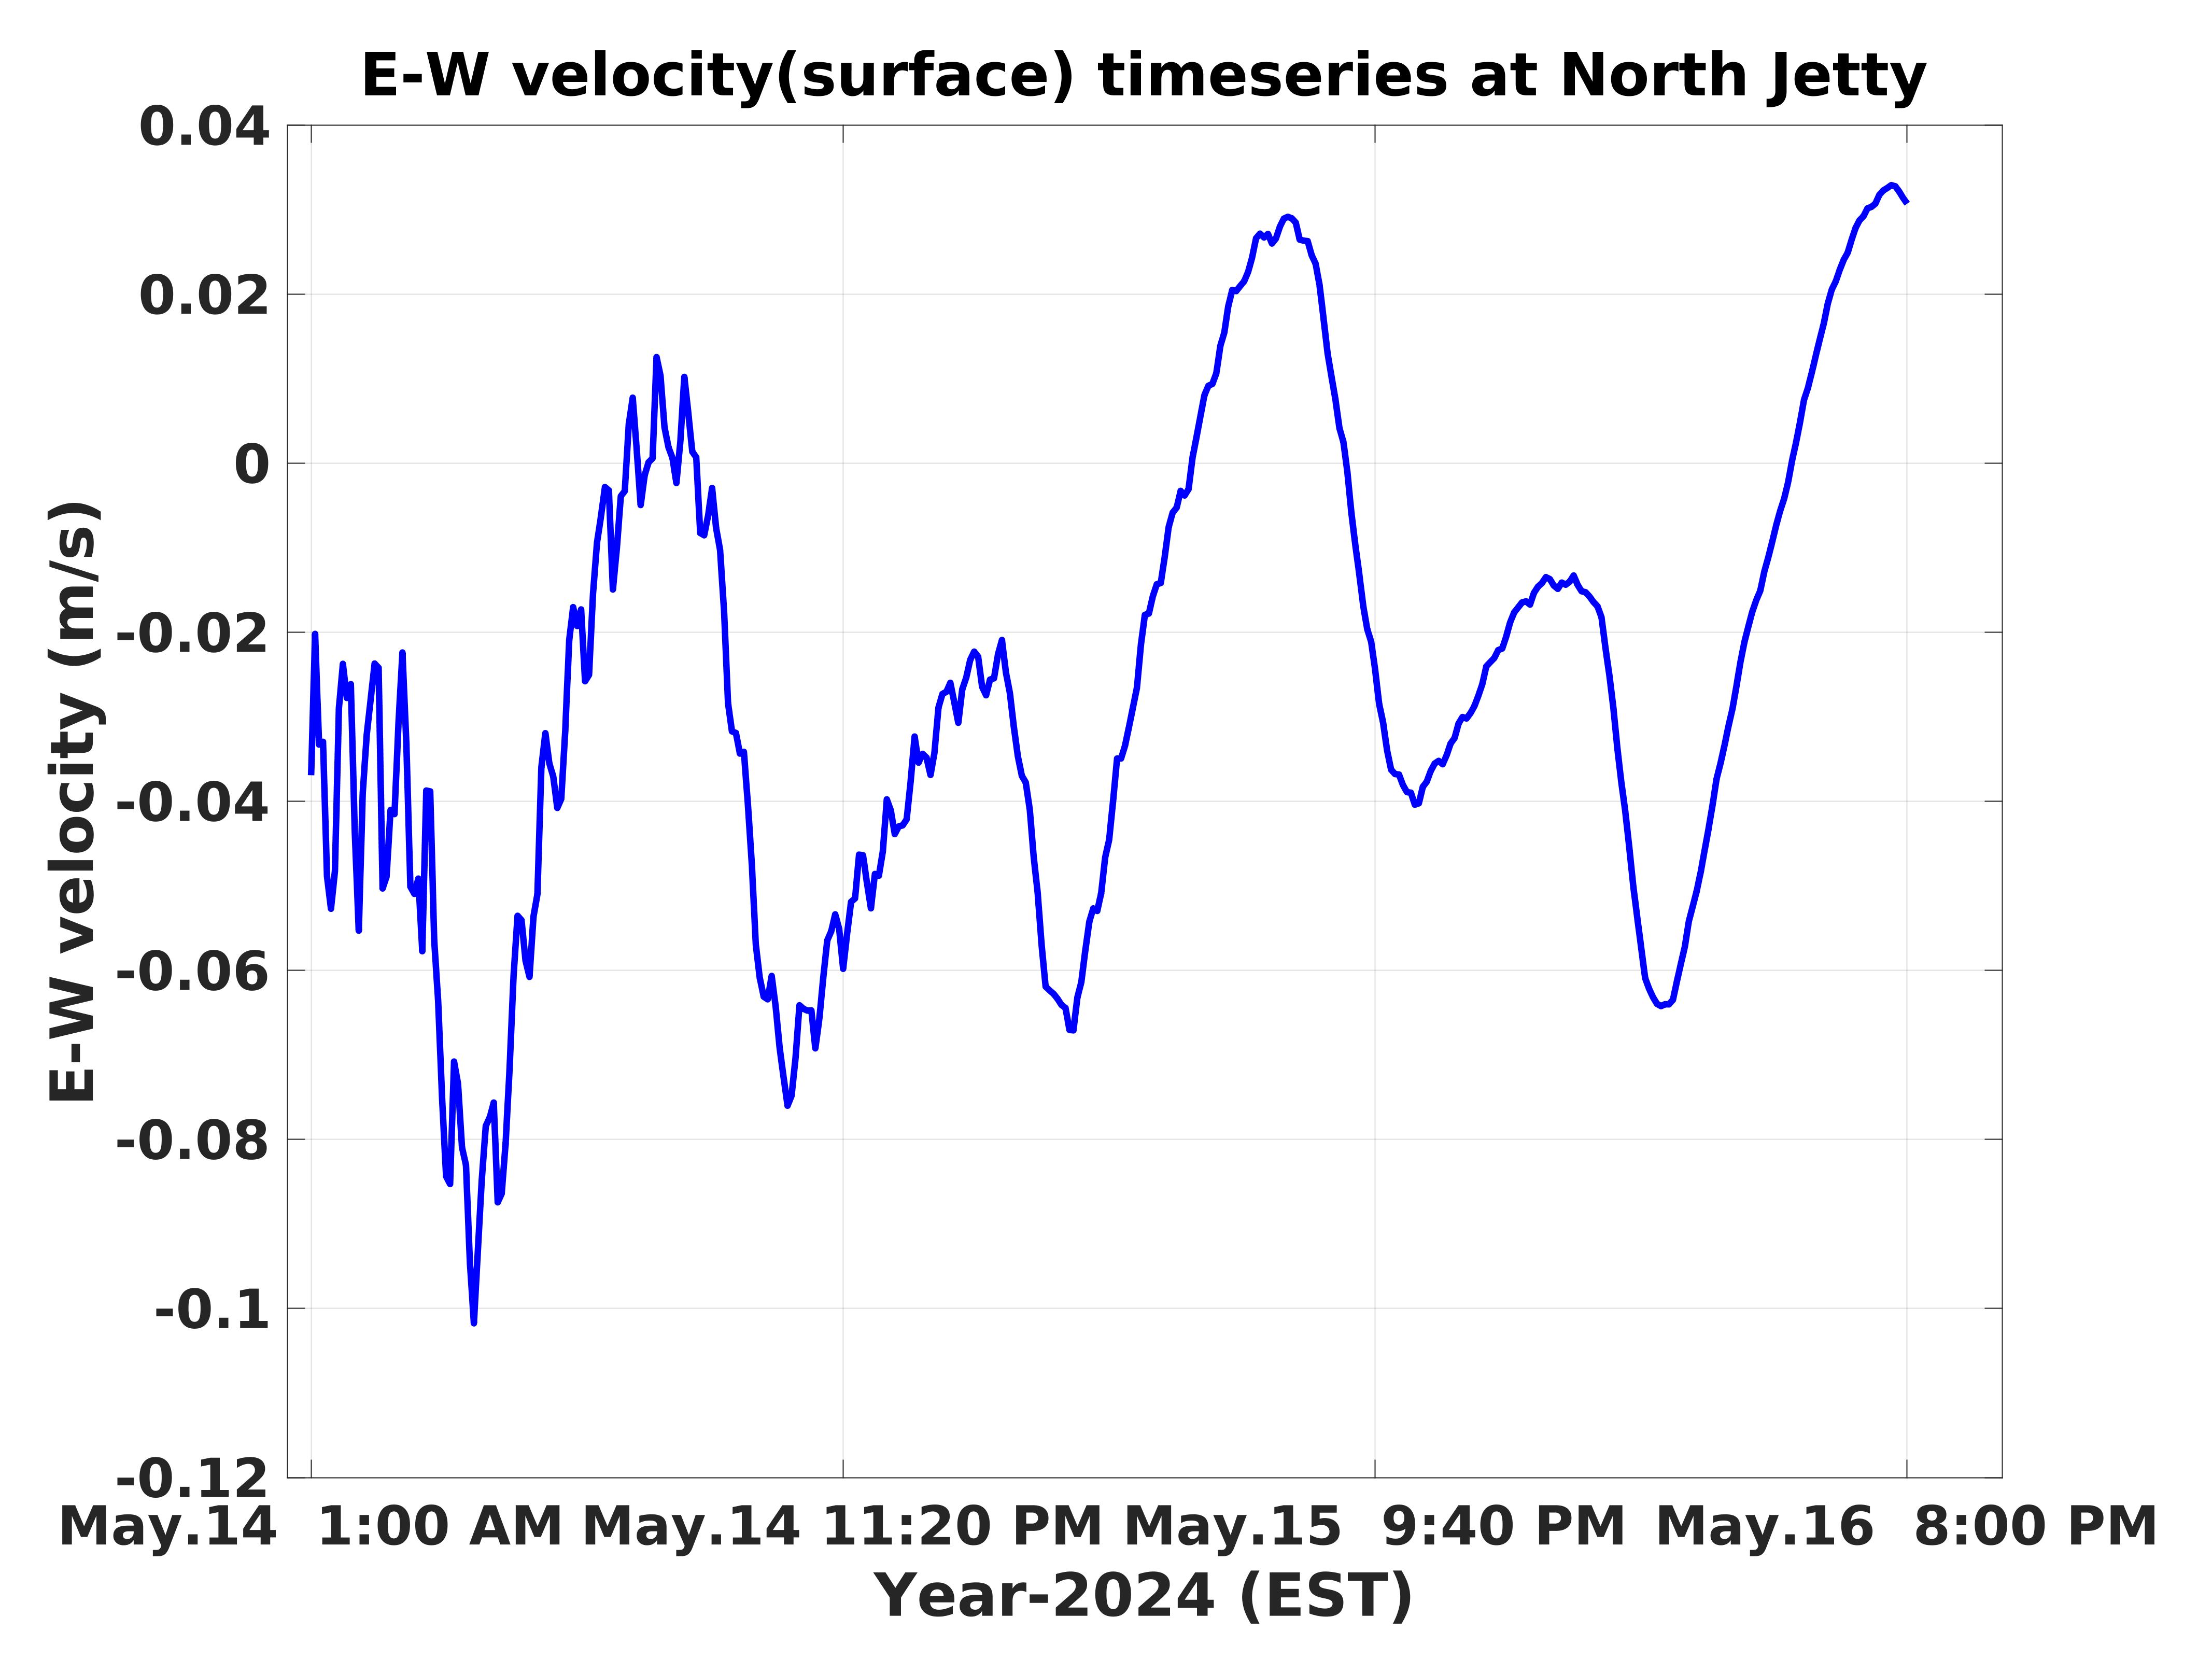 E-W velocity(surface) timeseries at North Jetty
E-W velocity (m/s)
0.04
0.02
0
-0.02
-0.04
-0.06
-0.08
-0.1
-0.12
May.14 1:00 AM May.14 11:20 PM May.15 9:40 PM May.16 8:00 PM
Year-2024 (EST)